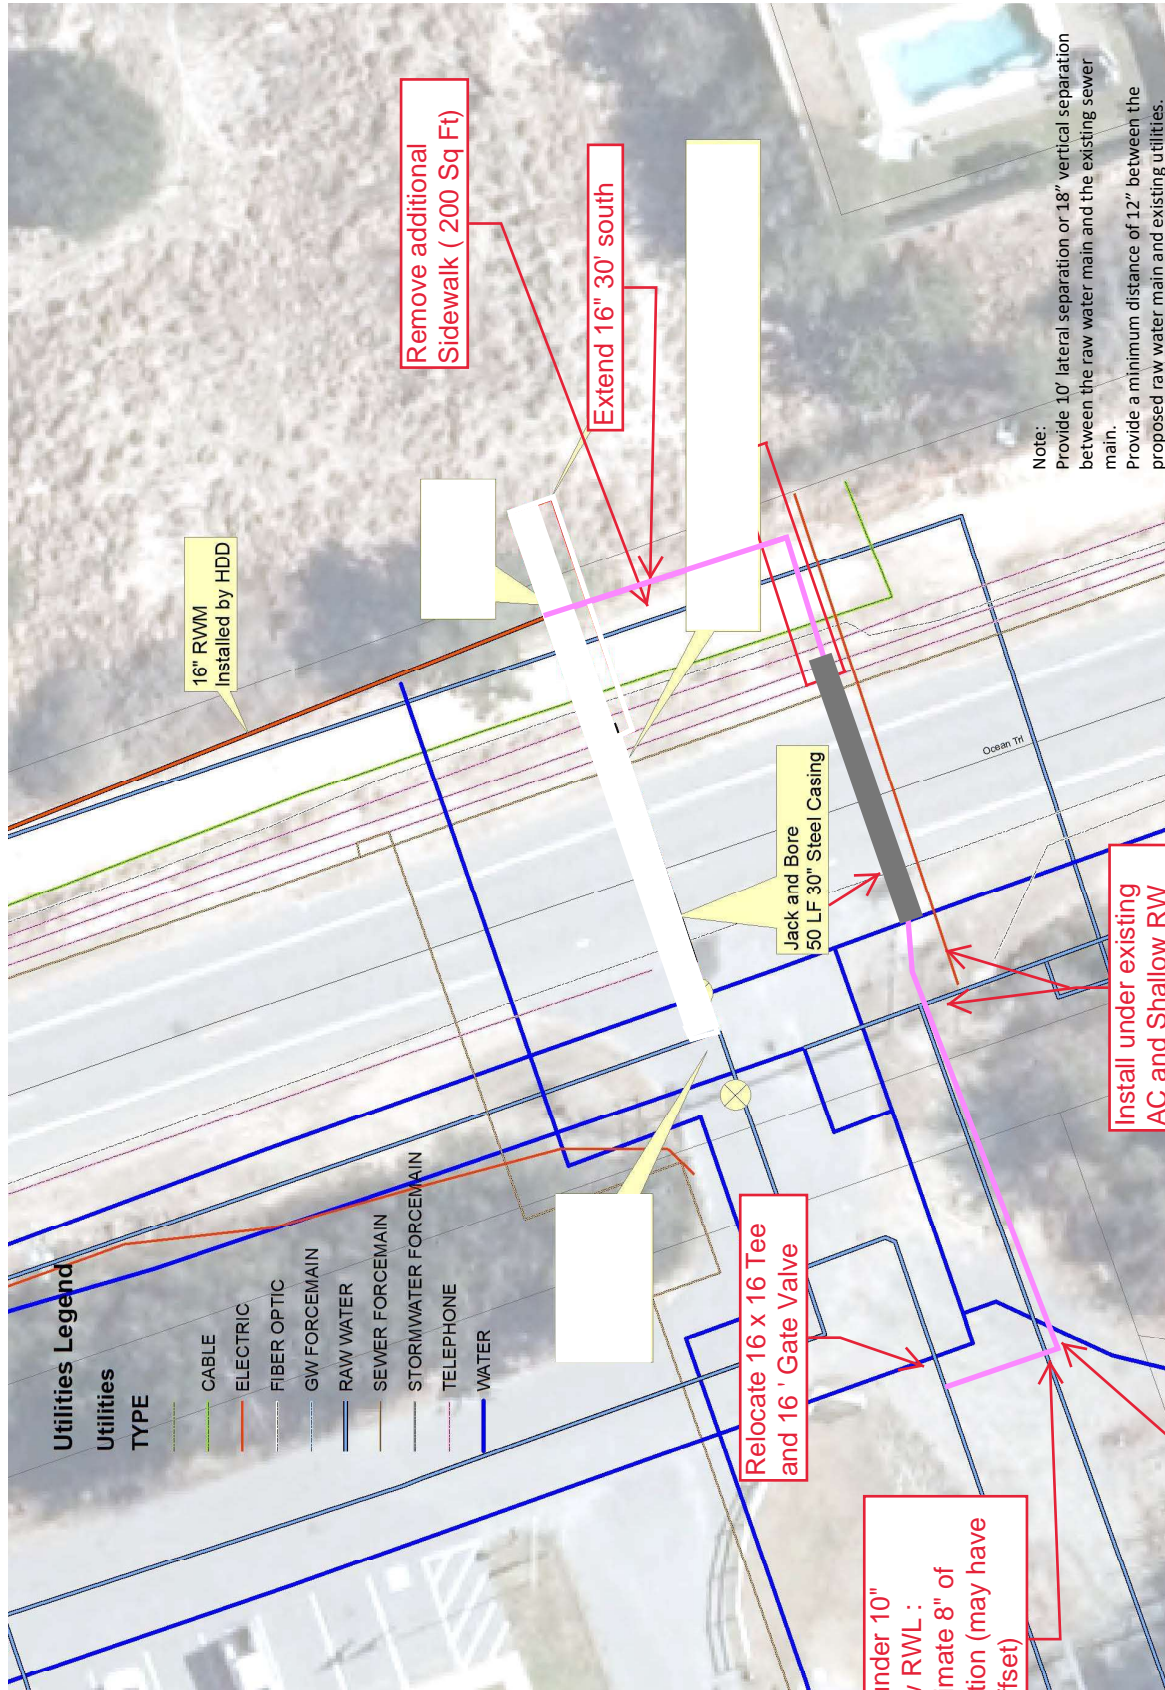 Utilities Legend
Utilities
TYPE
CABLE
ELECTRIC
FIBER OPTIC
GW FORCEMAIN
RAW WATER
SEWER FORCEMAIN
STORMWATER FORCEMAIN
TELEPHONE
WATER
16" RWM
Installed by HDD
Remove additional
Sidewalk ( 200 Sq Ft)
Extend 16" 30' south
Jack and Bore
50 LF 30" Steel Casing
Ocean Trl
Relocate 16 x 16 Tee
and 16 ' Gate Valve
Install under existing
AC and Shallow RW
under 10"
RWL :
8" of
(may have
Note:
Provide 10’ lateral separation or 18” vertical separation
between the raw water main and the existing sewer
main.
Provide a minimum distance of 12” between the
proposed raw water main and existing utilities.